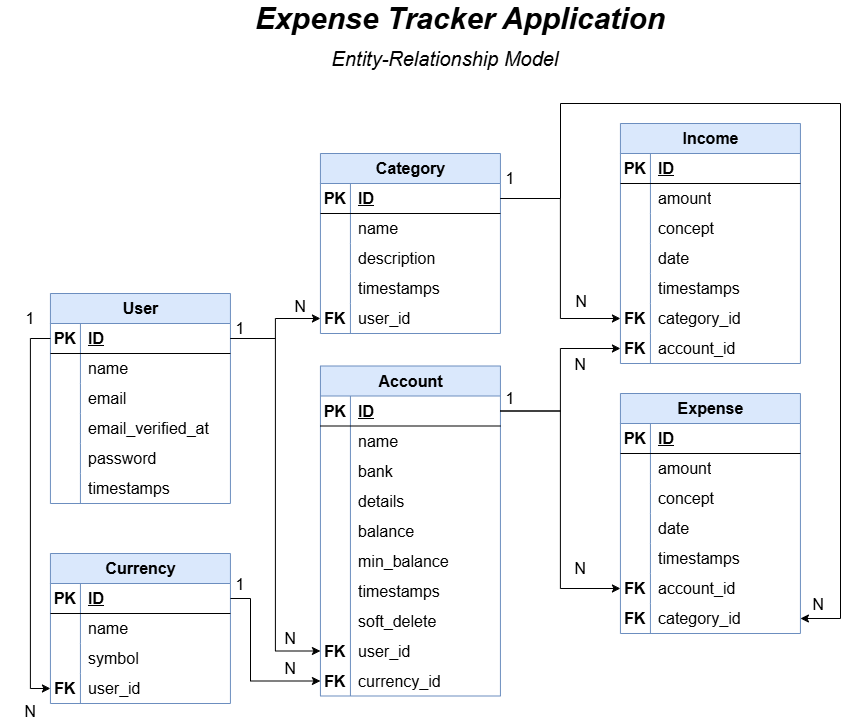 Expense Tracker Application
Entity-Relationship Model
Income
PK ID
amount
concept
date
timestamps
N
FK category_id
FK account_id
N
Category
1
PK ID
name
description
timestamps
N
FK user_id
User
1
1
PK ID
name
email
email_verified_at
password
timestamps
Account
1
PK ID
name
bank
details
balance
min_balance
timestamps
soft_delete
N
FK user_id
N
FK currency_id
Expense
PK ID
amount
concept
date
timestamps
N
FK account_id
FK category_id
N
Currency
1
PK ID
name
symbol
FK user_id
N